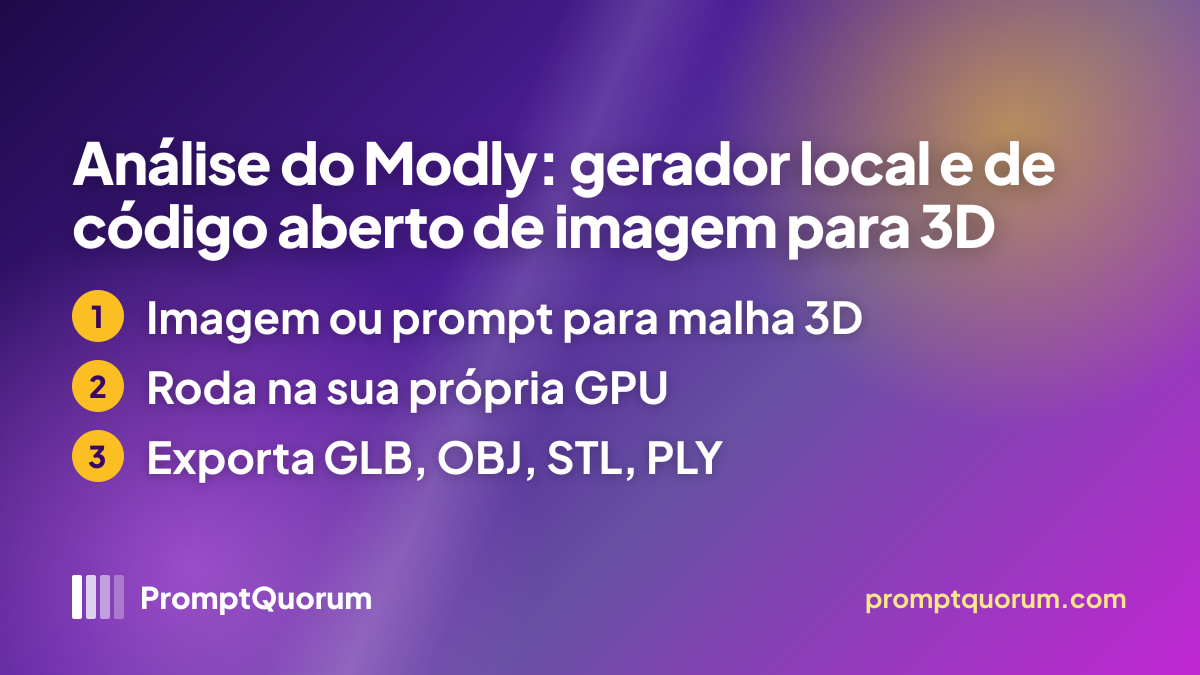 Análise do Modly: gerador local e de
código aberto de imagem para 3D
1 Imagem ou prompt para malha 3D
2 Roda na sua própria GPU
3 Exporta GLB, OBJ, STL, PLY
PromptQuorum
promptquorum.com